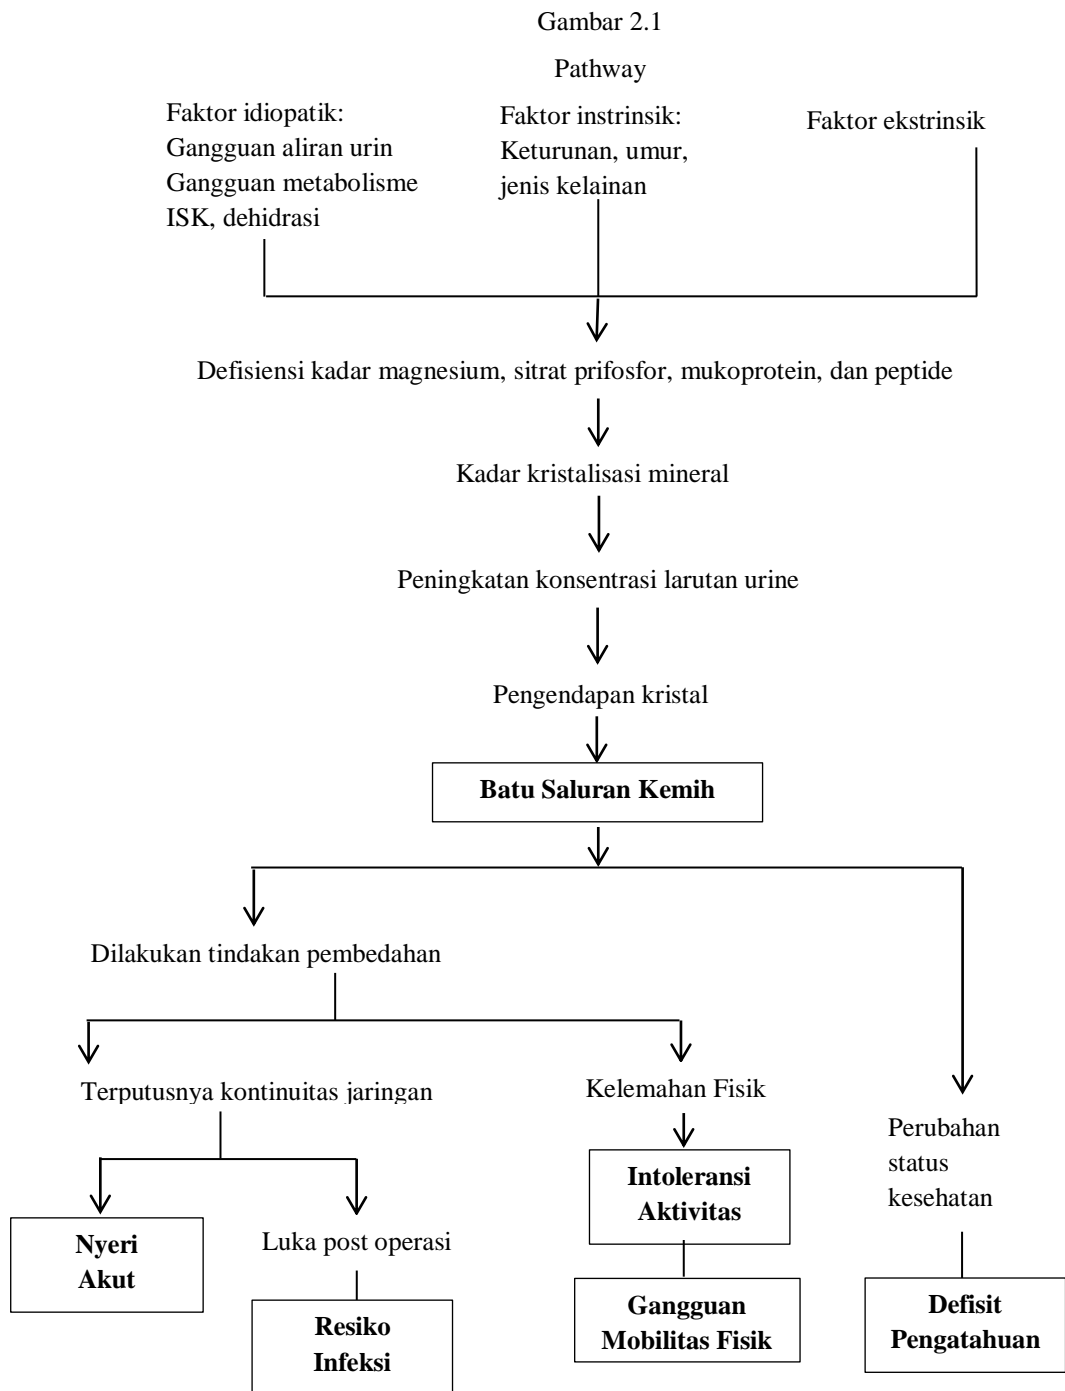 Gambar 2.1
Pathway
Faktor idiopatik:
Gangguan aliran urin
Gangguan metabolisme
ISK, dehidrasi
Faktor instrinsik:
Keturunan, umur,
jenis kelainan
Faktor ekstrinsik
Defisiensi kadar magnesium, sitrat prifosfor, mukoprotein, dan peptide
Kadar kristalisasi mineral
Peningkatan konsentrasi larutan urine
Pengendapan kristal
Batu Saluran Kemih
Dilakukan tindakan pembedahan
Terputusnya kontinuitas jaringan
Kelemahan Fisik
Perubahan
status
kesehatan
Intoleransi
Aktivitas
Nyeri
Akut
Luka post operasi
Resiko
Infeksi
Gangguan
Mobilitas Fisik
Defisit
Pengatahuan